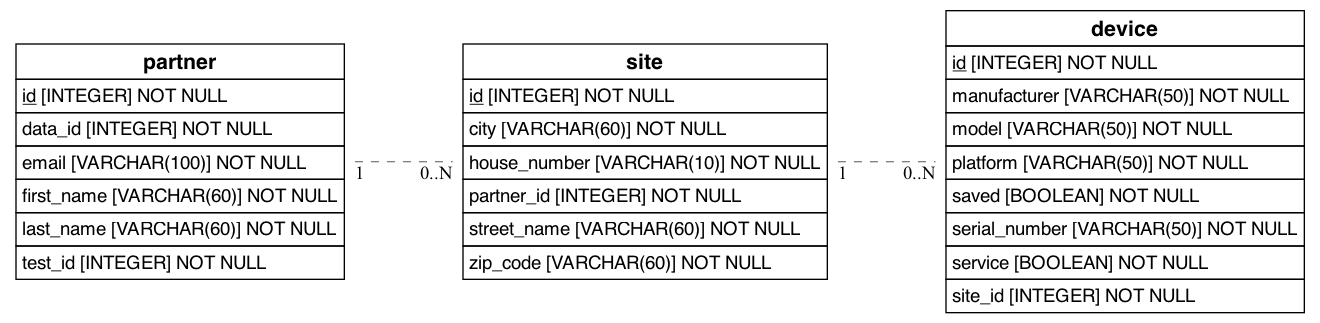 partner
id [INTEGER] NOT NULL
data_id [INTEGER] NOT NULL
email [VARCHAR(100)] NOT NULL
first_name [VARCHAR(60)] NOT NULL
last_name [VARCHAR(60)] NOT NULL
test_id [INTEGER] NOT NULL
1
0..N
site
id [INTEGER] NOT NULL
city [VARCHAR(60)] NOT NULL
house_number [VARCHAR(10)] NOT NULL
partner_id [INTEGER] NOT NULL
street_name [VARCHAR(60)] NOT NULL
zip_code [VARCHAR(60)] NOT NULL
1
0..N
device
id [INTEGER] NOT NULL
manufacturer [VARCHAR(50)] NOT NULL
model [VARCHAR(50)] NOT NULL
platform [VARCHAR(50)] NOT NULL
saved [BOOLEAN] NOT NULL
serial_number [VARCHAR(50)] NOT NULL
service [BOOLEAN] NOT NULL
site_id [INTEGER] NOT NULL